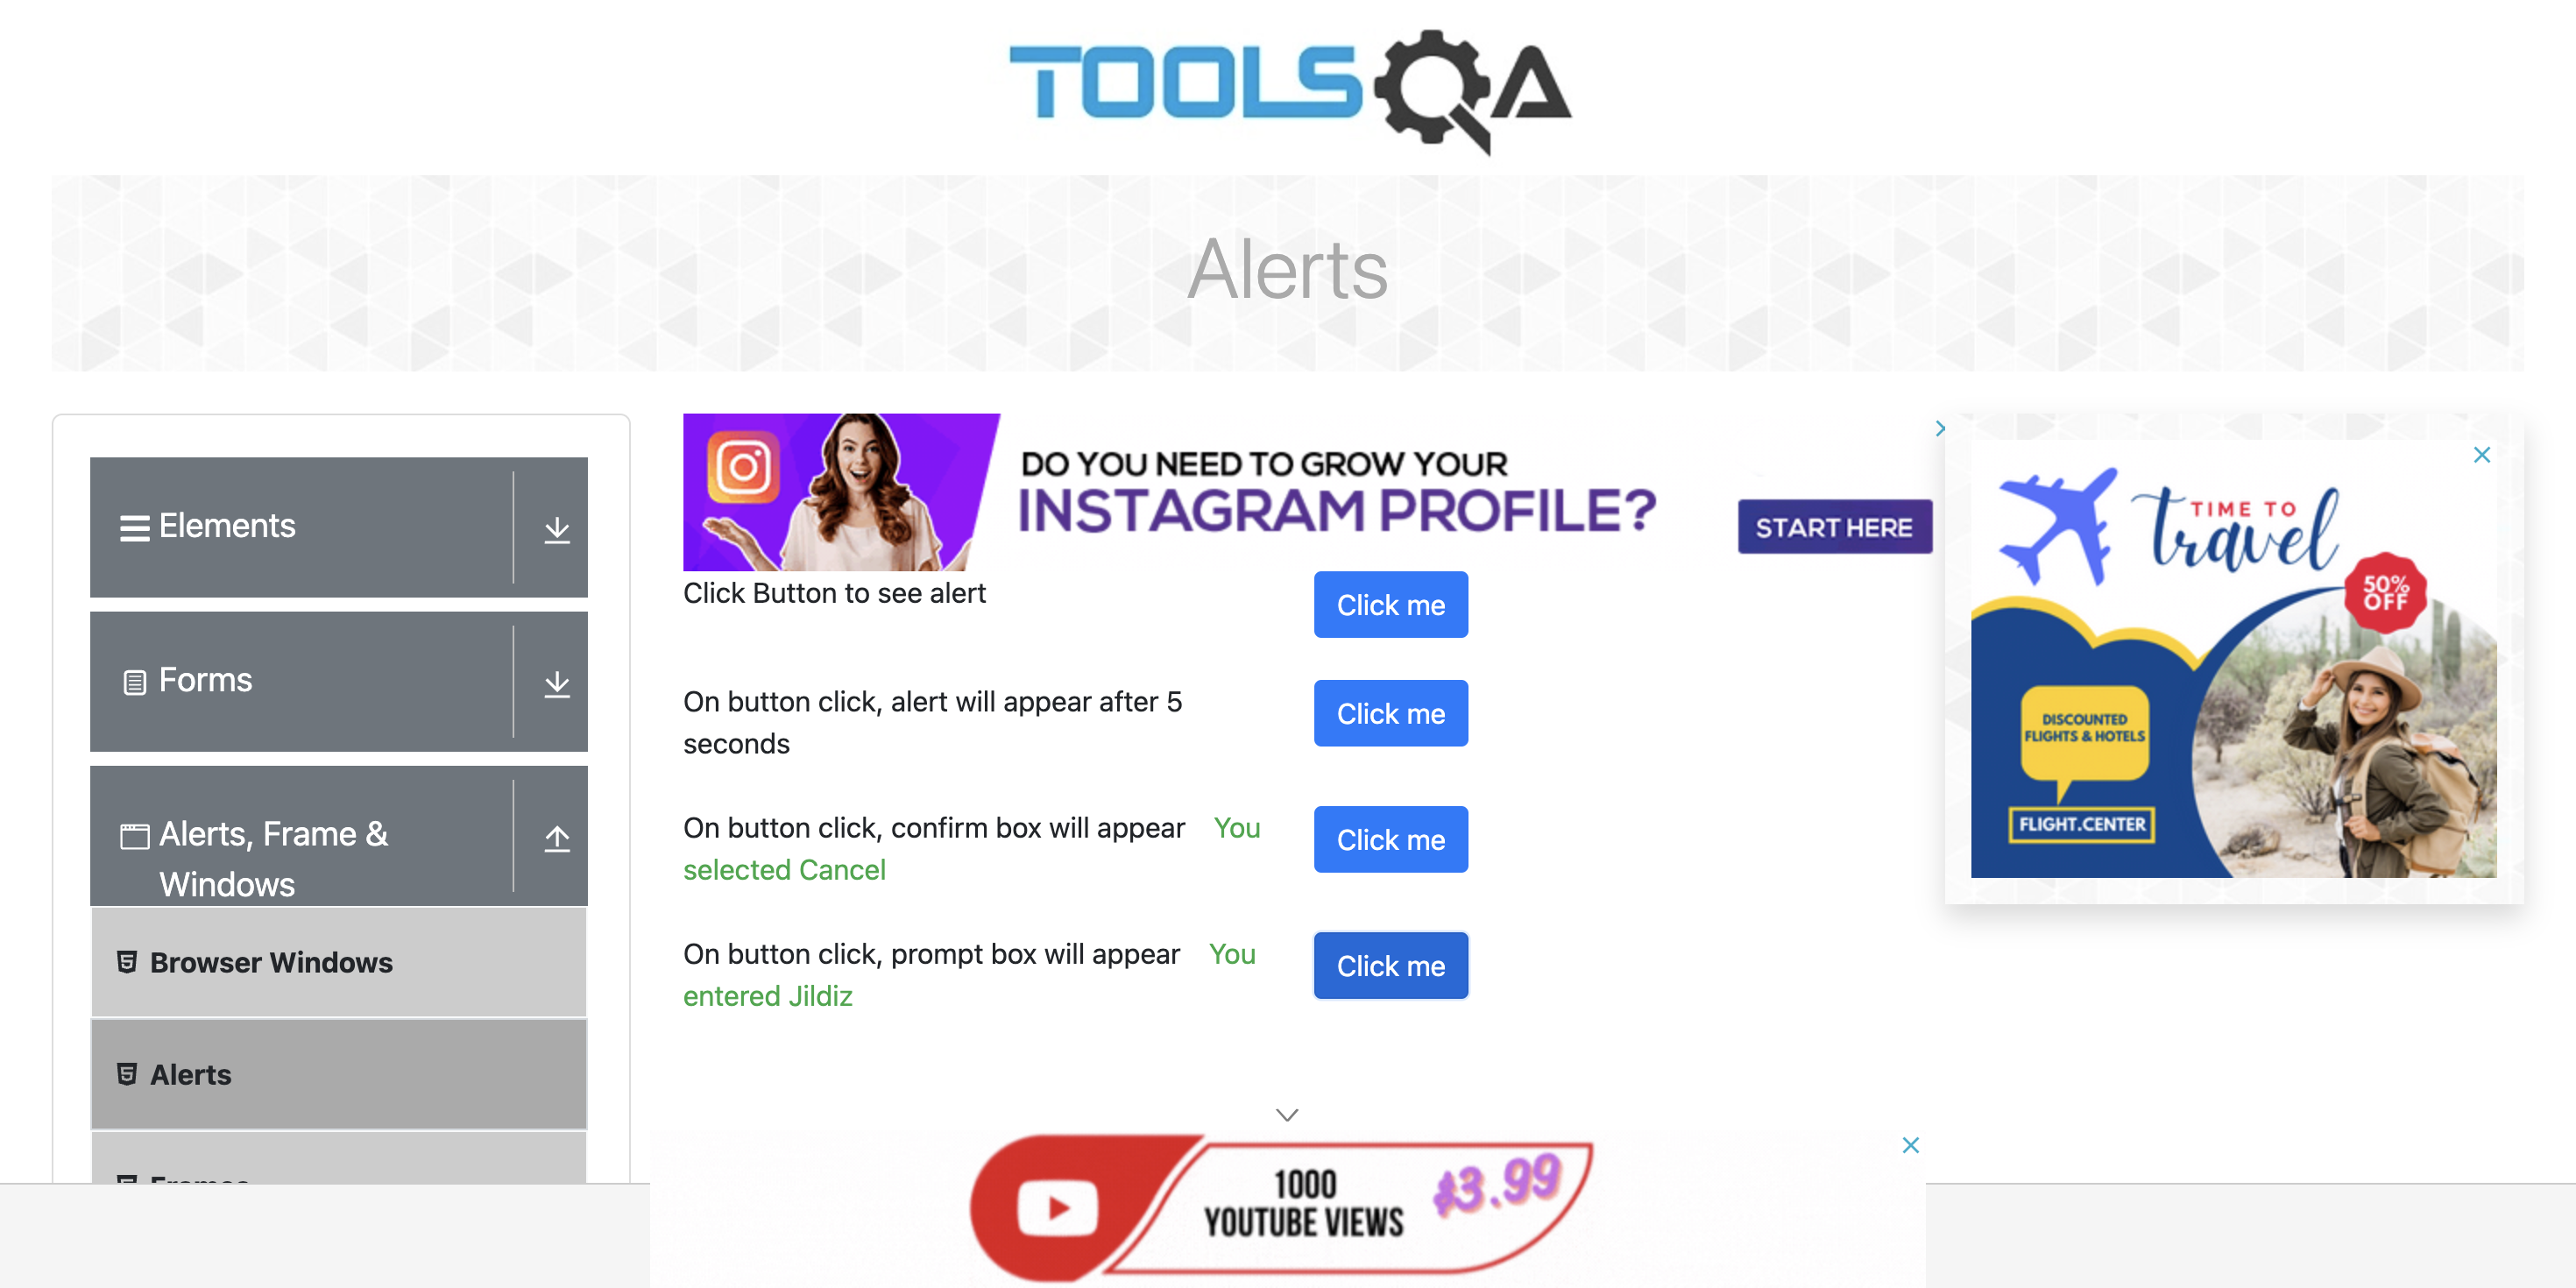 TOOLSQA
Alerts
Elements
Forms
Alerts, Frame &
Windows
Browser Windows
Alerts
DO YOU NEED TO GROW YOUR
INSTAGRAM PROFILE?
START HERE
Click Button to see alert
Click me
On button click, alert will appear after 5
seconds
Click me
On button click, confirm box will appear You
selected Cancel
Click me
On button click, prompt box will appear You
entered Jildiz
Click me
TIME TO
travel
50%
OFF
DISCOUNTED
FLIGHTS & HOTELS
FLIGHT.CENTER
1000
YOUTUBE VIEWS
$3.99